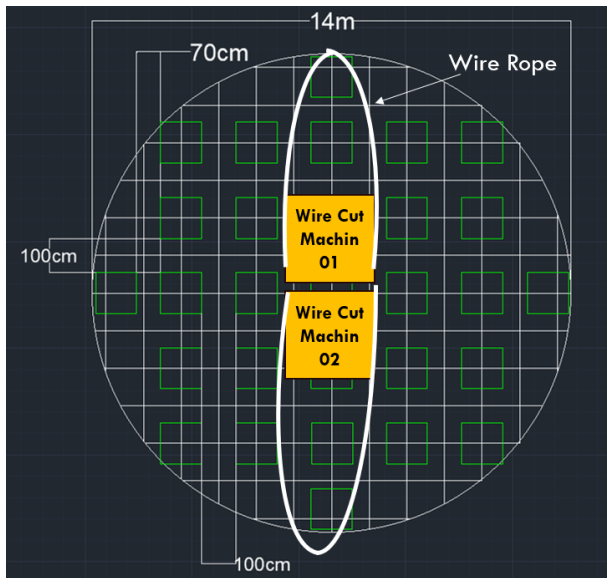 14m
70cm
Wire Rope
Wire Cut
Machin
01
100cm
Wire Cut
Machin
02
100cm